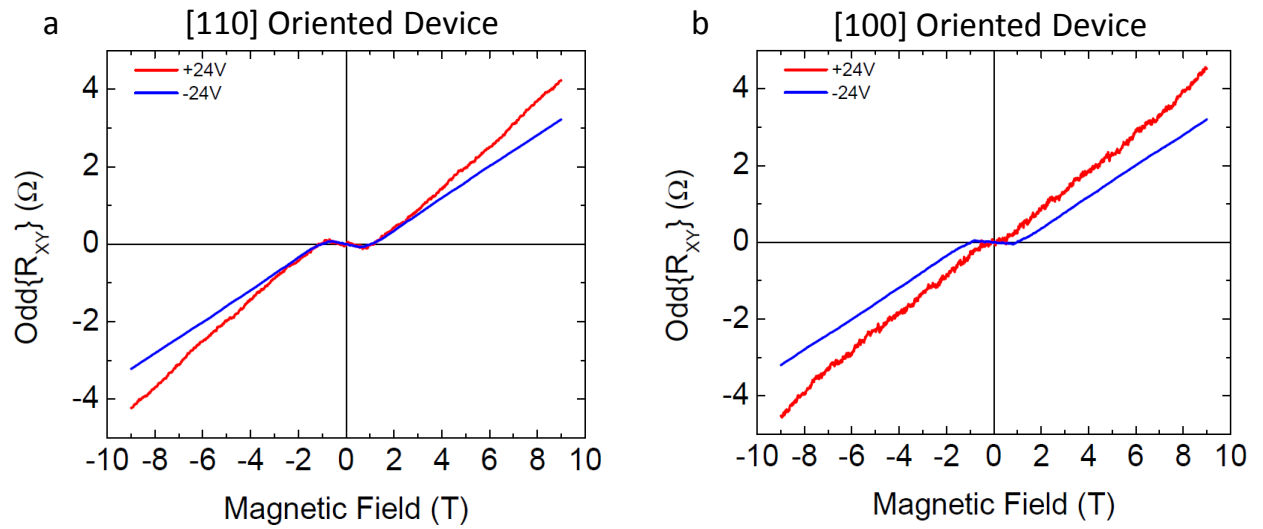 a
[110] Oriented Device
+24V
-24V
4
2
0
-2
-4
-10 -8 -6 -4 -2 0 2 4 6 8 10
Odd{R_XY} (Ω)
Magnetic Field (T)
b
[100] Oriented Device
+24V
-24V
4
2
0
-2
-4
-10 -8 -6 -4 -2 0 2 4 6 8 10
Odd{R_XY} (Ω)
Magnetic Field (T)